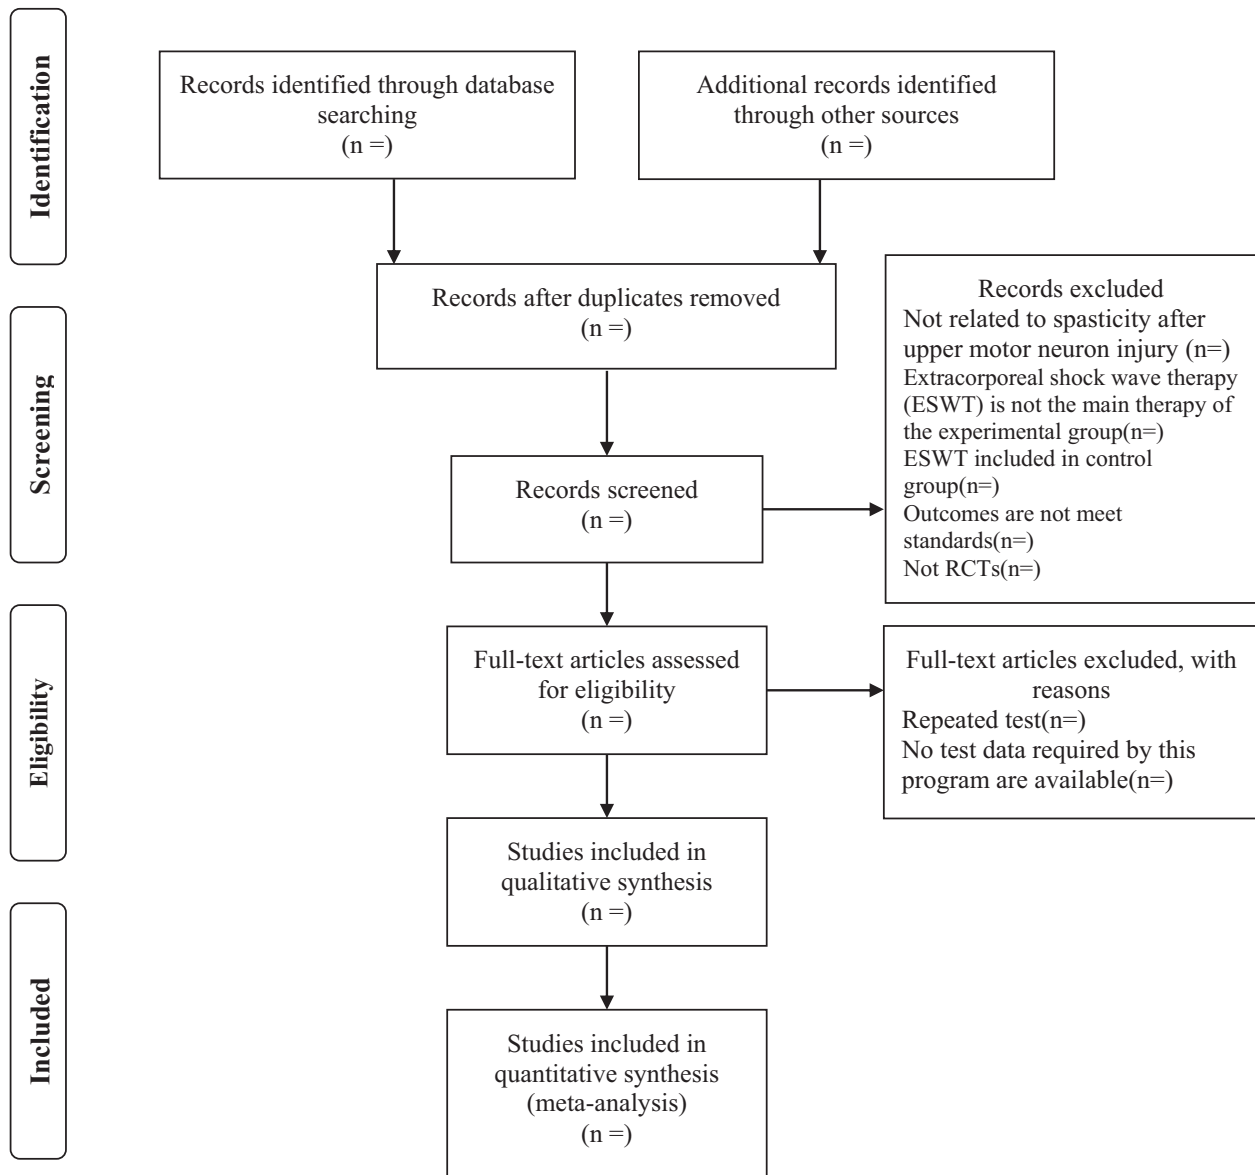 Identification
Records identified through database
searching
(n =)
Additional records identified
through other sources
(n =)
Records after duplicates removed
(n =)
Screening
Records screened
(n =)
Records excluded
Not related to spasticity after
upper motor neuron injury (n=)
Extracorporeal shock wave therapy
(ESWT) is not the main therapy of
the experimental group(n=)
ESWT included in control
group(n=)
Outcomes are not meet
standards(n=)
Not RCTs(n=)
Eligibility
Full-text articles assessed
for eligibility
(n =)
Full-text articles excluded, with
reasons
Repeated test(n=)
No test data required by this
program are available(n=)
Studies included in
qualitative synthesis
(n =)
Included
Studies included in
quantitative synthesis
(meta-analysis)
(n =)